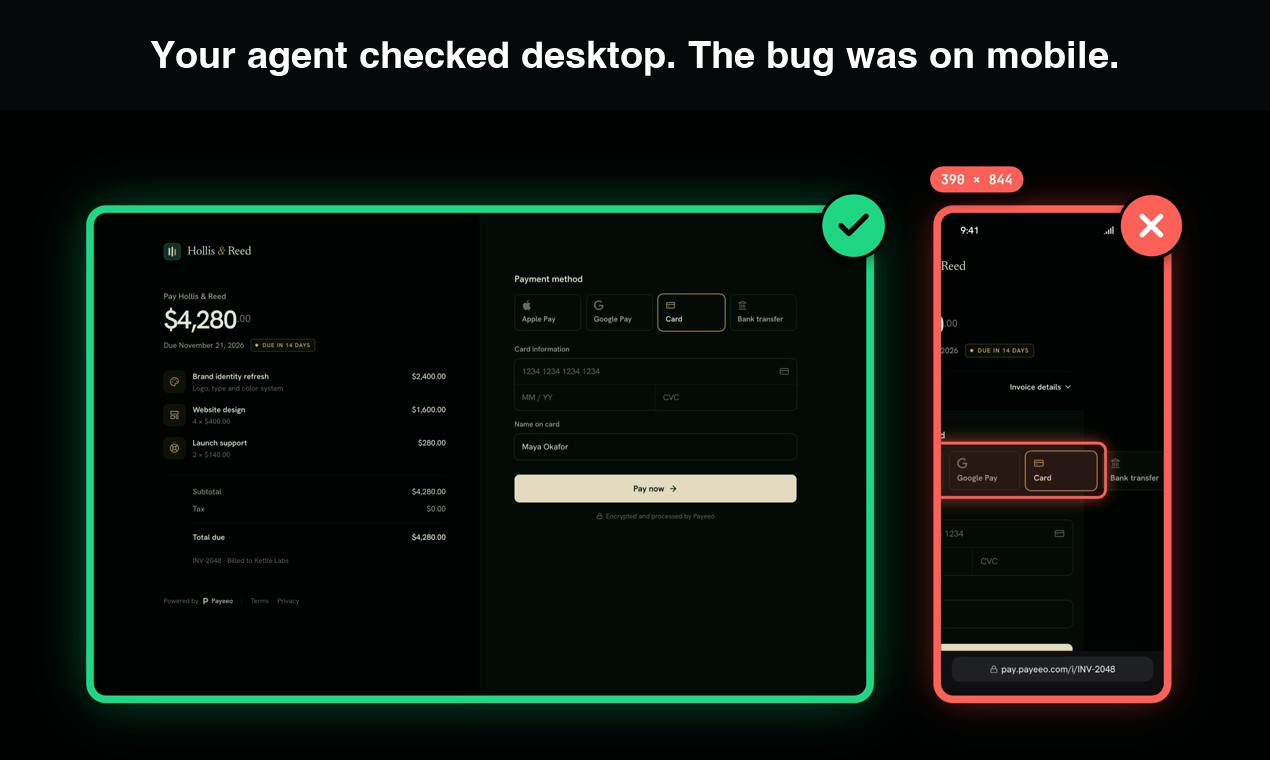 Your agent checked desktop. The bug was on mobile.
Hollis & Reed
Pay Hollis & Reed
$4,280.00
Due November 21, 2026 DUE IN 14 DAYS
Brand identity refresh $2,400.00
Logo, type and color system
Website design $1,600.00
4 × $400.00
Launch support $280.00
2 × $140.00
Subtotal $4,280.00
Tax $0.00
Total due $4,280.00
INV-2048 · Billed to Kettle Labs
Powered by Payeeo Terms Privacy
Payment method
Apple Pay Google Pay Card Bank transfer
Card information
1234 1234 1234 1234
MM / YY CVC
Name on card
Maya Okafor
Pay now →
Encrypted and processed by Payeeo
390 × 844
9:41
Reed
.00
2026 DUE IN 14 DAYS
Invoice details
d
Google Pay Card Bank transfer
1234
CVC
pay.payeeo.com/i/INV-2048